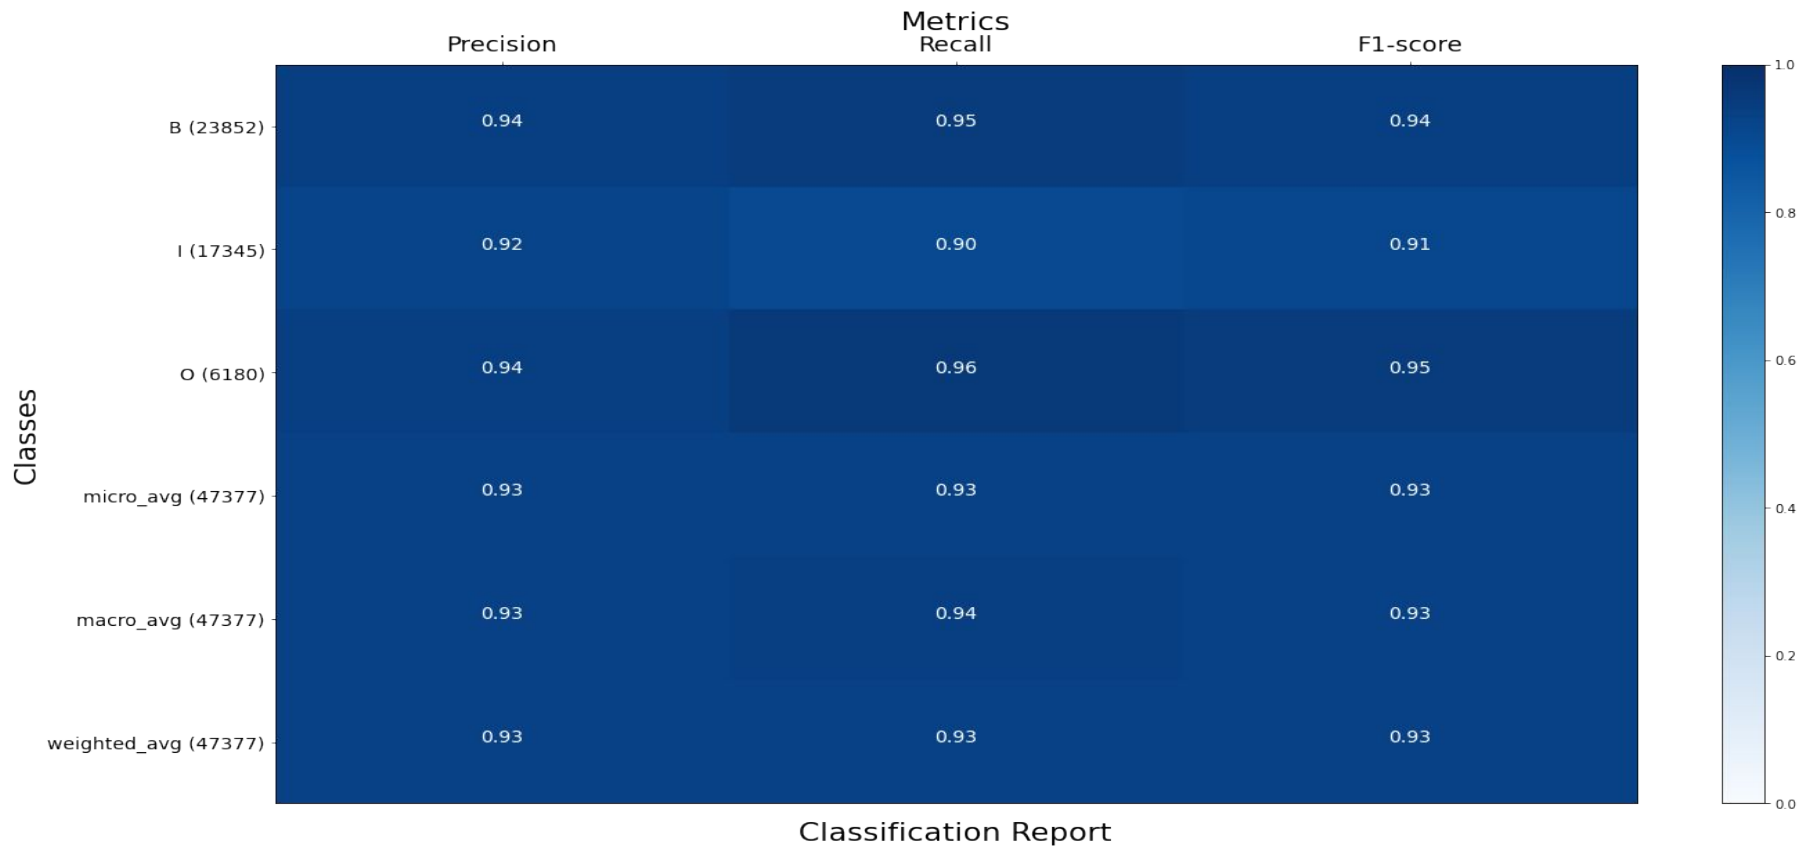 Metrics
Precision Recall F1-score
B (23852) 0.94 0.95 0.94
I (17345) 0.92 0.90 0.91
O (6180) 0.94 0.96 0.95
micro_avg (47377) 0.93 0.93 0.93
macro_avg (47377) 0.93 0.94 0.93
weighted_avg (47377) 0.93 0.93 0.93
Classes
Classification Report
1.0
0.8
0.6
0.4
0.2
0.0